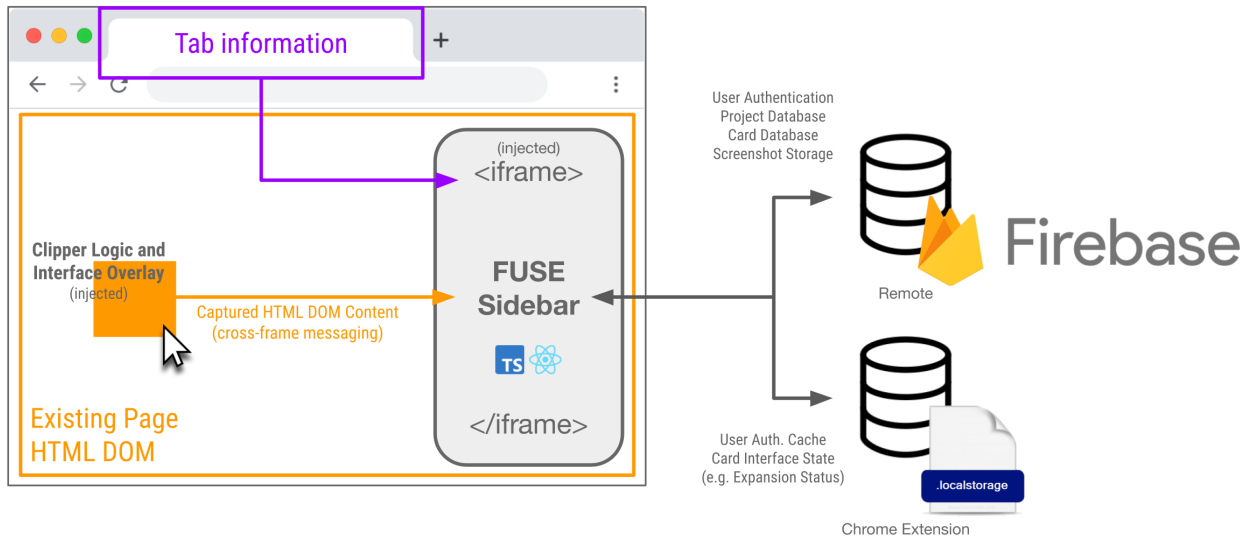 Tab information
+
(injected)
<iframe>
Clipper Logic and
Interface Overlay
(injected)
Captured HTML DOM Content
(cross-frame messaging)
FUSE
Sidebar
TS
</iframe>
Existing Page
HTML DOM
User Authentication
Project Database
Card Database
Screenshot Storage
Firebase
Remote
User Auth. Cache
Card Interface State
(e.g. Expansion Status)
.localstorage
Chrome Extension